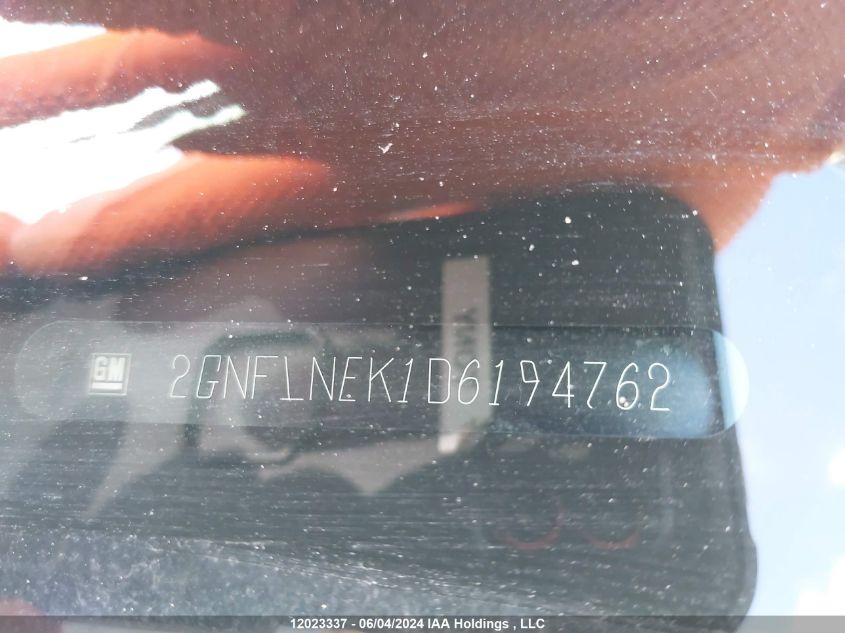 GM 2GNFLNEK1D6194762
12023337 - 06/04/2024 IAA Holdings , LLC